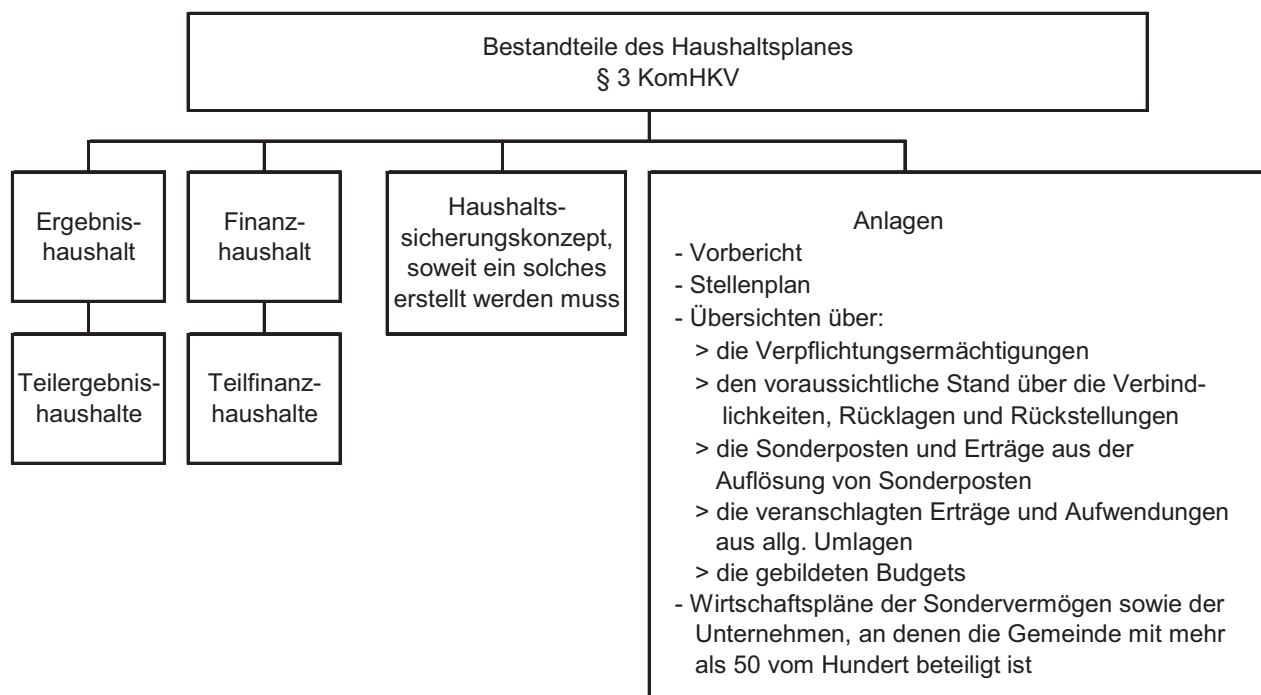 Bestandteile des Haushaltsplanes
§ 3 KomHKV
Ergebnis-
haushalt
Finanz-
haushalt
Haushalts-
sicherungskonzept,
soweit ein solches
erstellt werden muss
Teilergebnis-
haushalte
Teilfinanz-
haushalte
Anlagen
- Vorbericht
- Stellenplan
- Übersichten über:
> die Verpflichtungsermächtigungen
> den voraussichtliche Stand über die Verbind-
lichkeiten, Rücklagen und Rückstellungen
> die Sonderposten und Erträge aus der
Auflösung von Sonderposten
> die veranschlagten Erträge und Aufwendungen
aus allg. Umlagen
> die gebildeten Budgets
- Wirtschaftspläne der Sondervermögen sowie der
Unternehmen, an denen die Gemeinde mit mehr
als 50 vom Hundert beteiligt ist